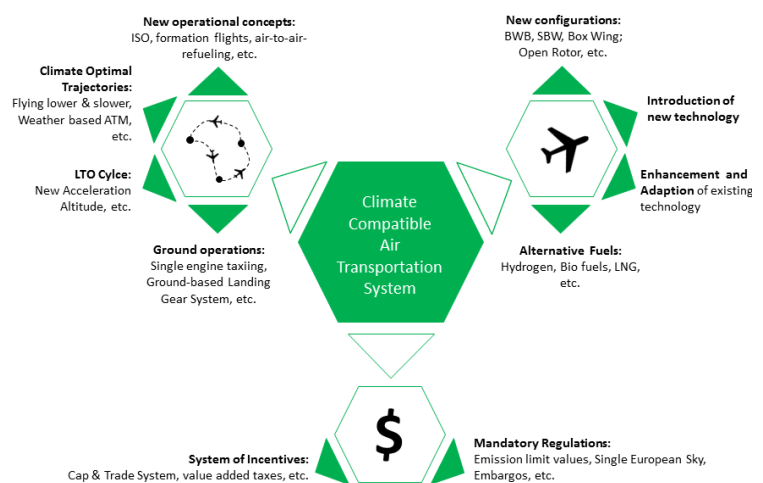 New operational concepts:
ISO, formation flights, air-to-air-
refueling, etc.
Climate Optimal
Trajectories:
Flying lower & slower,
Weather based ATM,
etc.
LTO Cylce:
New Acceleration
Altitude, etc.
Ground operations:
Single engine taxiing,
Ground-based Landing
Gear System, etc.
New configurations:
BWB, SBW, Box Wing;
Open Rotor, etc.
Introduction of
new technology
Enhancement and
Adaption of existing
technology
Alternative Fuels:
Hydrogen, Bio fuels, LNG,
etc.
Climate
Compatible
Air
Transportation
System
$
System of Incentives:
Cap & Trade System, value added taxes, etc.
Mandatory Regulations:
Emission limit values, Single European Sky,
Embargos, etc.